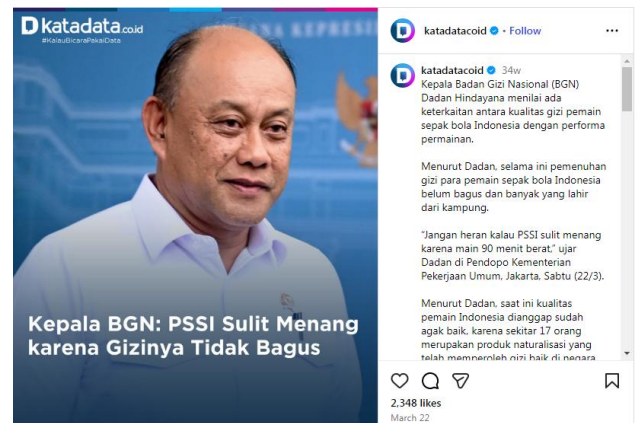 katadata.co.id
#KalauBicaraPakaiData
Kepala BGN: PSSI Sulit Menang
karena Gizinya Tidak Bagus
katadatacoid • Follow
katadatacoid 34w
Kepala Badan Gizi Nasional (BGN)
Dadan Hindayana menilai ada
keterkaitan antara kualitas gizi pemain
sepak bola Indonesia dengan performa
permainan.
Menurut Dadan, selama ini pemenuhan
gizi para pemain sepak bola Indonesia
belum bagus dan banyak yang lahir
dari kampung.
"Jangan heran kalau PSSI sulit menang
karena main 90 menit berat," ujar
Dadan di Pendopo Kementerian
Pekerjaan Umum, Jakarta, Sabtu (22/3).
Menurut Dadan, saat ini kualitas
pemain Indonesia dianggap sudah
agak baik, karena sekitar 17 orang
merupakan produk naturalisasi yang
telah memperoleh gizi baik di negara
2,348 likes
March 22